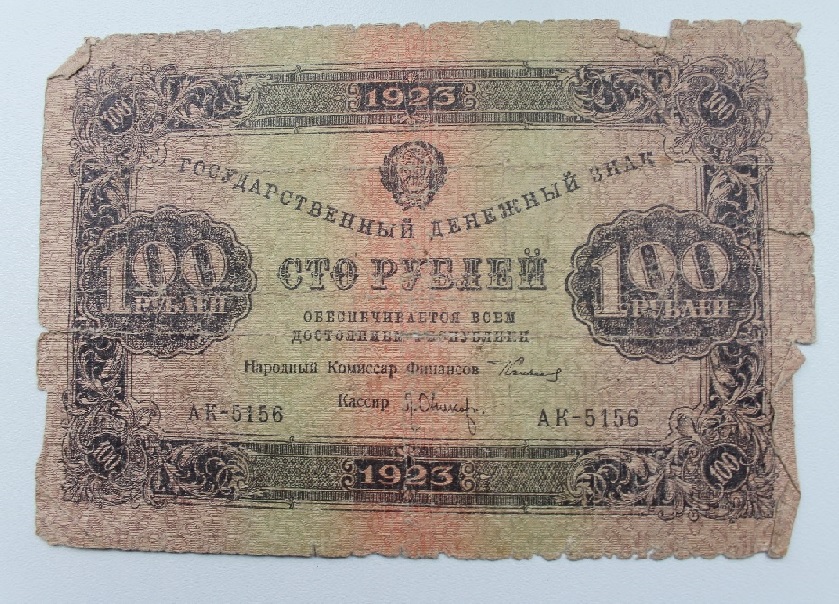 1923
100 100
ГОСУДАРСТВЕННЫЙ ДЕНЕЖНЫЙ ЗНАК
100 РУБЛЕЙ
СТО РУБЛЕЙ
100 РУБЛЕЙ
ОБЕСПЕЧИВАЕТСЯ ВСЕМ
ДОСТОЯНИЕМ РЕСПУБЛИКИ
Народный Комиссар Финансов
Кассир
АК-5156 АК-5156
100 100
1923